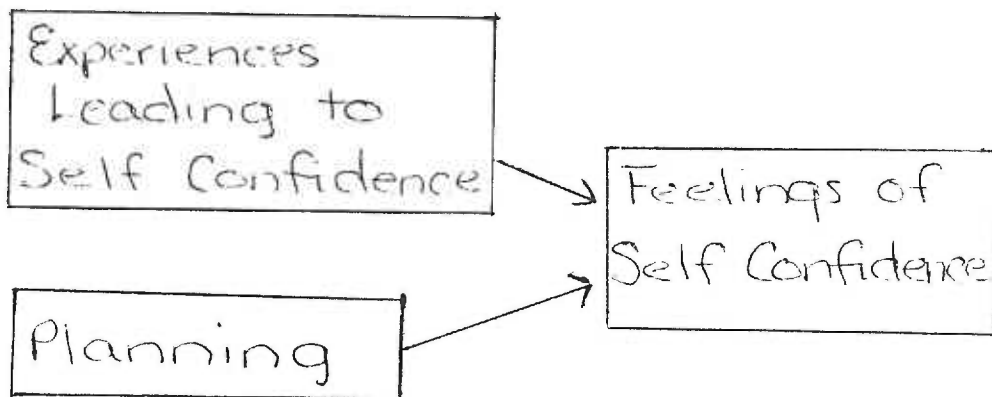 Experiences
Leading to
Self Confidence
Feelings of
Self Confidence
Planning